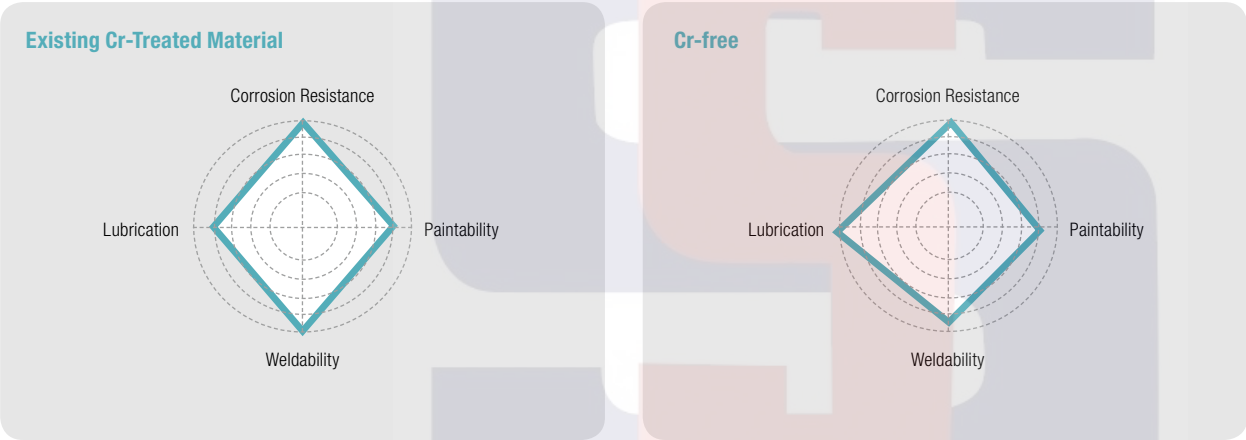 Existing Cr-Treated Material
Corrosion Resistance
Lubrication
Paintability
Weldability
Cr-free
Corrosion Resistance
Lubrication
Paintability
Weldability